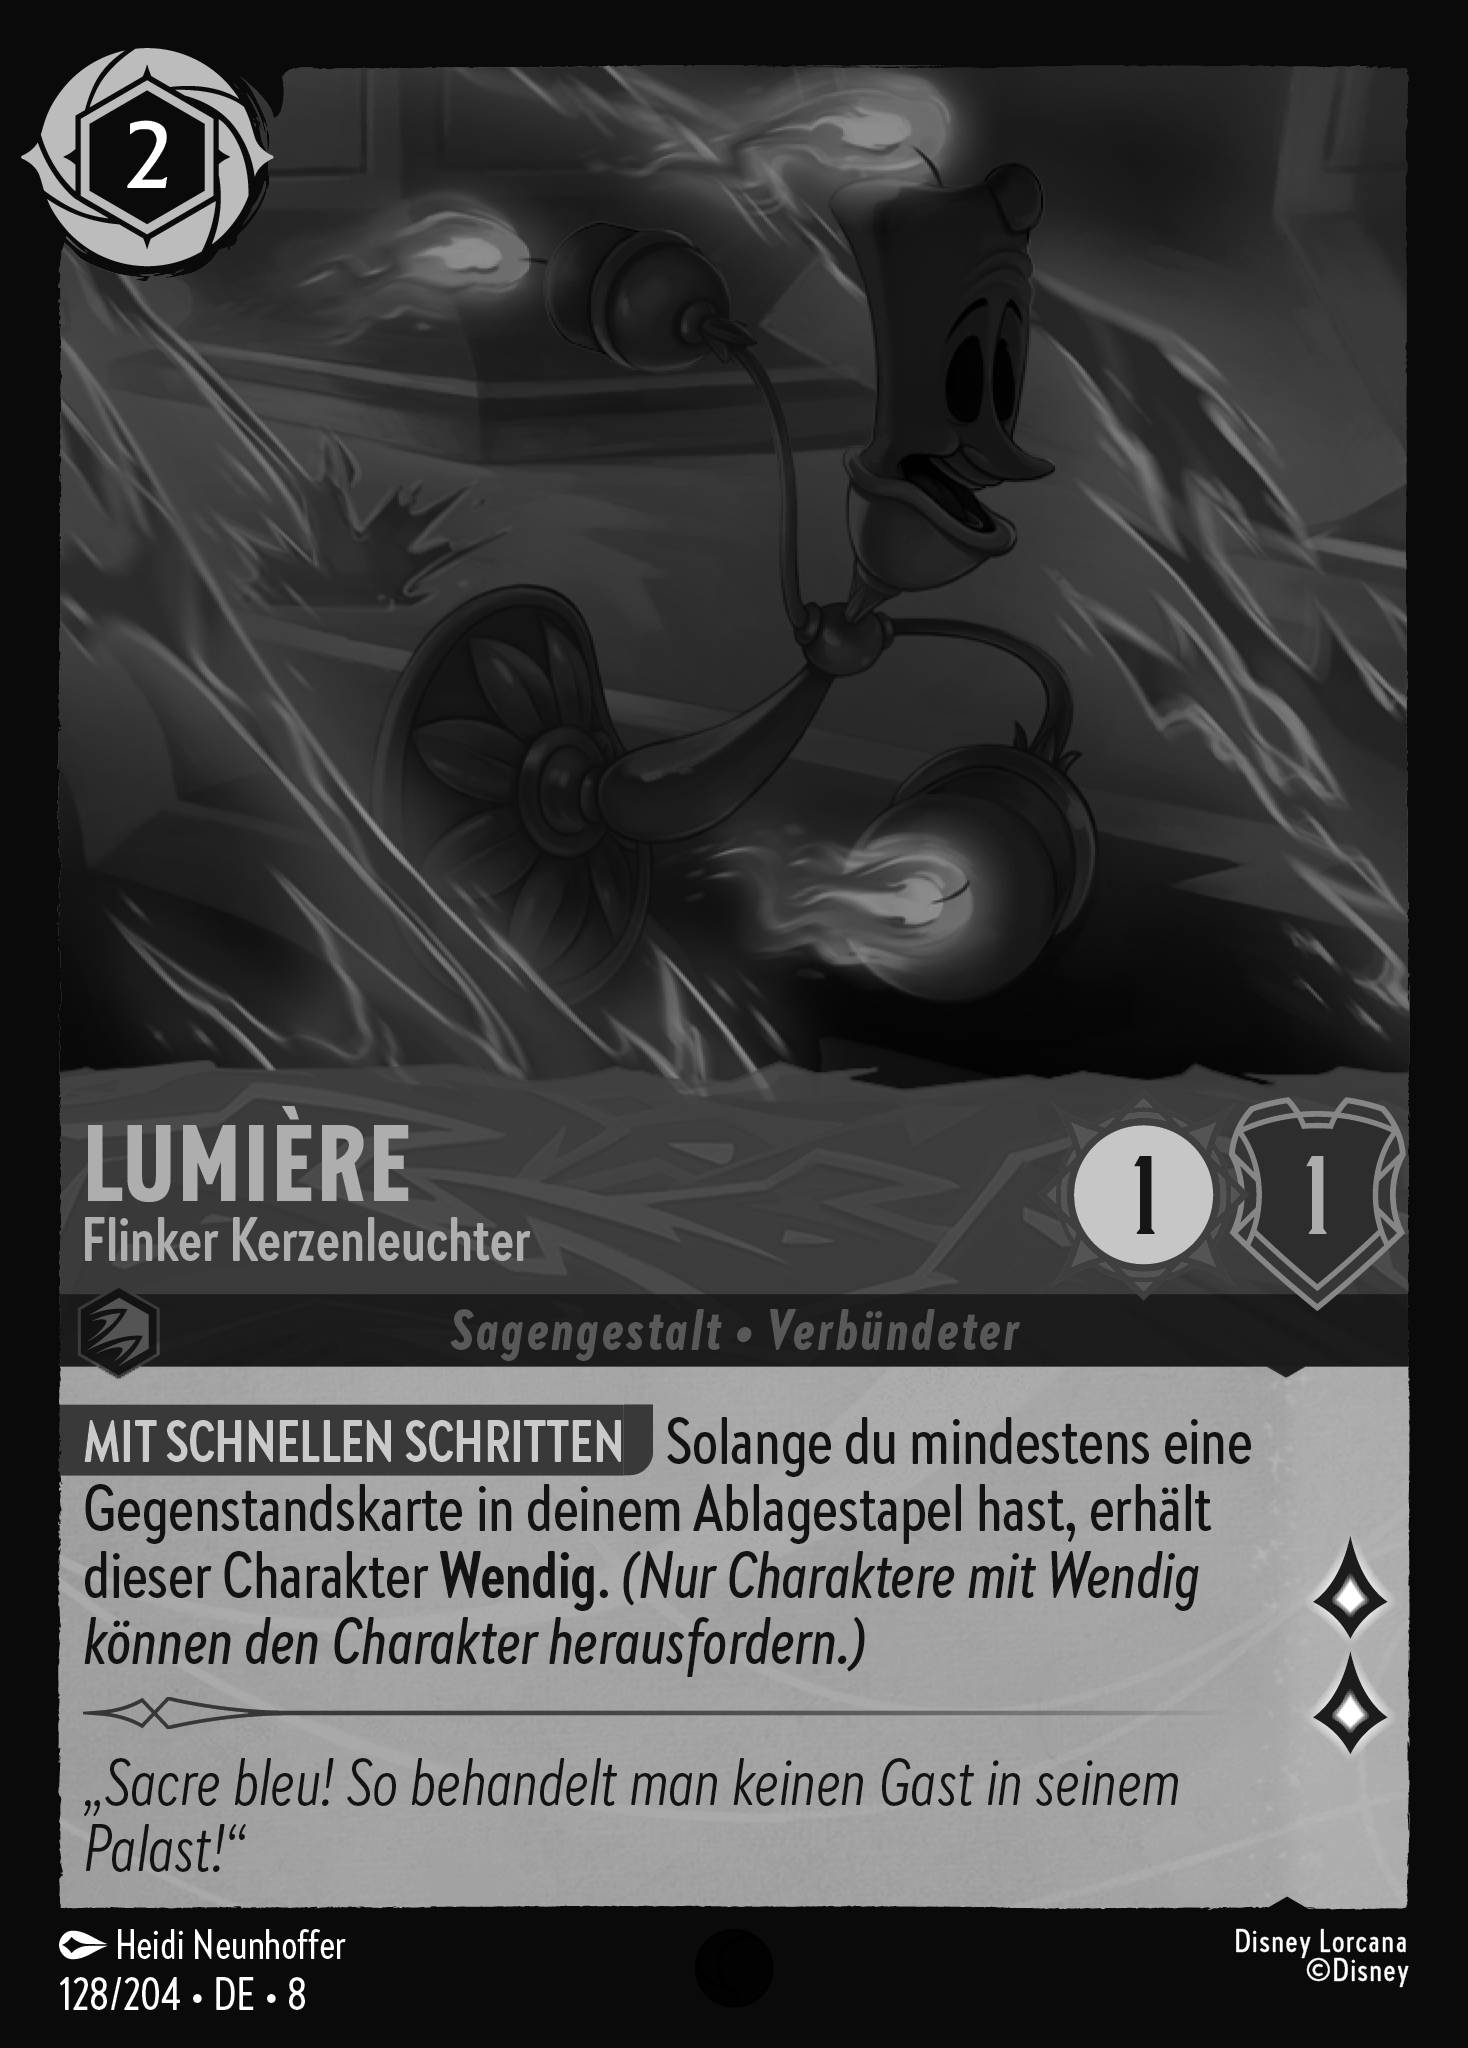 2
LUMIÈRE
Flinker Kerzenleuchter
1 1
Sagengestalt • Verbündeter
MIT SCHNELLEN SCHRITTEN Solange du mindestens eine
Gegenstandskarte in deinem Ablagestapel hast, erhält
dieser Charakter Wendig. (Nur Charaktere mit Wendig
können den Charakter herausfordern.)
„Sacre bleu! So behandelt man keinen Gast in seinem
Palast!“
Heidi Neunhoffer
128/204 • DE • 8
Disney Lorcana
©Disney